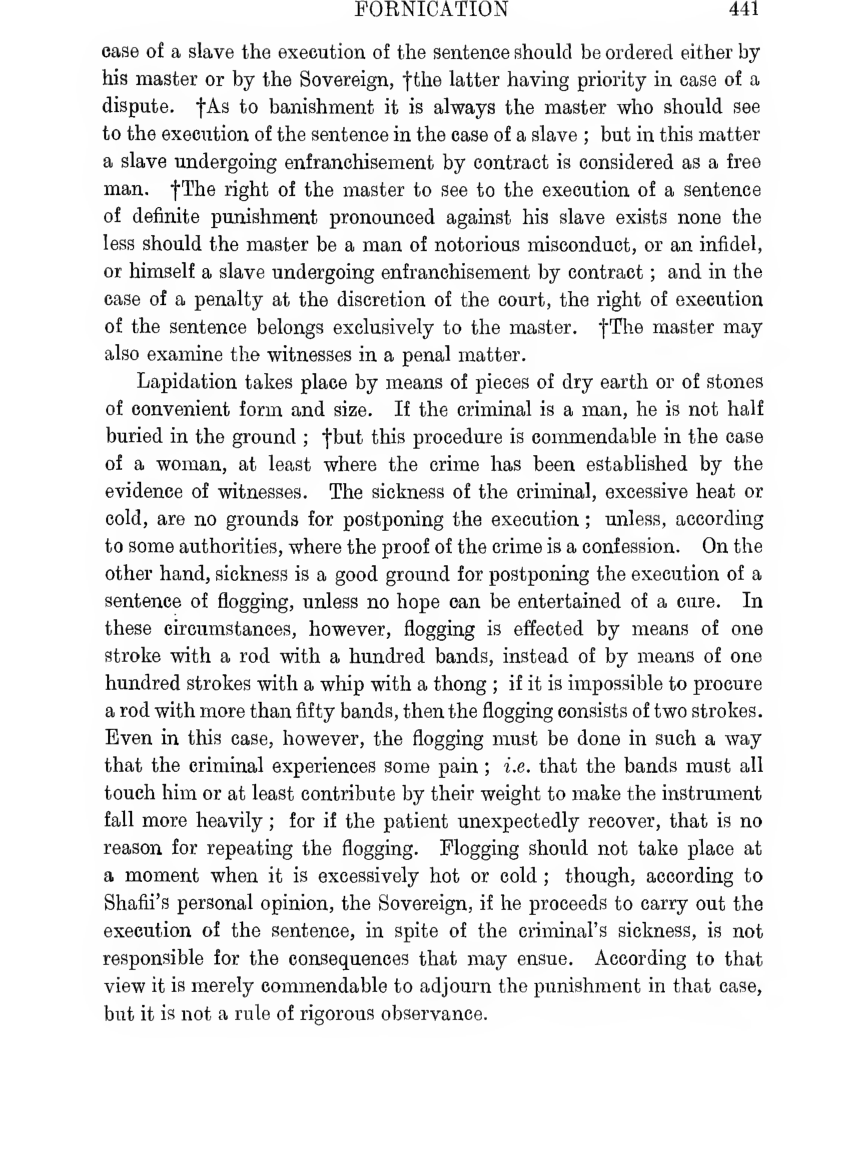 FORNICATION 441
case of a slave the execution of the sentence should be ordered either by
his master or by the Sovereign, †the latter having priority in case of a
dispute. †As to banishment it is always the master who should see
to the execution of the sentence in the case of a slave ; but in this matter
a slave undergoing enfranchisement by contract is considered as a free
man. †The right of the master to see to the execution of a sentence
of definite punishment pronounced against his slave exists none the
less should the master be a man of notorious misconduct, or an infidel,
or himself a slave undergoing enfranchisement by contract ; and in the
case of a penalty at the discretion of the court, the right of execution
of the sentence belongs exclusively to the master. †The master may
also examine the witnesses in a penal matter.
Lapidation takes place by means of pieces of dry earth or of stones
of convenient form and size. If the criminal is a man, he is not half
buried in the ground ; †but this procedure is commendable in the case
of a woman, at least where the crime has been established by the
evidence of witnesses. The sickness of the criminal, excessive heat or
cold, are no grounds for postponing the execution ; unless, according
to some authorities, where the proof of the crime is a confession. On the
other hand, sickness is a good ground for postponing the execution of a
sentence of flogging, unless no hope can be entertained of a cure. In
these circumstances, however, flogging is effected by means of one
stroke with a rod with a hundred bands, instead of by means of one
hundred strokes with a whip with a thong ; if it is impossible to procure
a rod with more than fifty bands, then the flogging consists of two strokes.
Even in this case, however, the flogging must be done in such a way
that the criminal experiences some pain ; i.e. that the bands must all
touch him or at least contribute by their weight to make the instrument
fall more heavily ; for if the patient unexpectedly recover, that is no
reason for repeating the flogging. Flogging should not take place at
a moment when it is excessively hot or cold ; though, according to
Shafii's personal opinion, the Sovereign, if he proceeds to carry out the
execution of the sentence, in spite of the criminal's sickness, is not
responsible for the consequences that may ensue. According to that
view it is merely commendable to adjourn the punishment in that case,
but it is not a rule of rigorous observance.